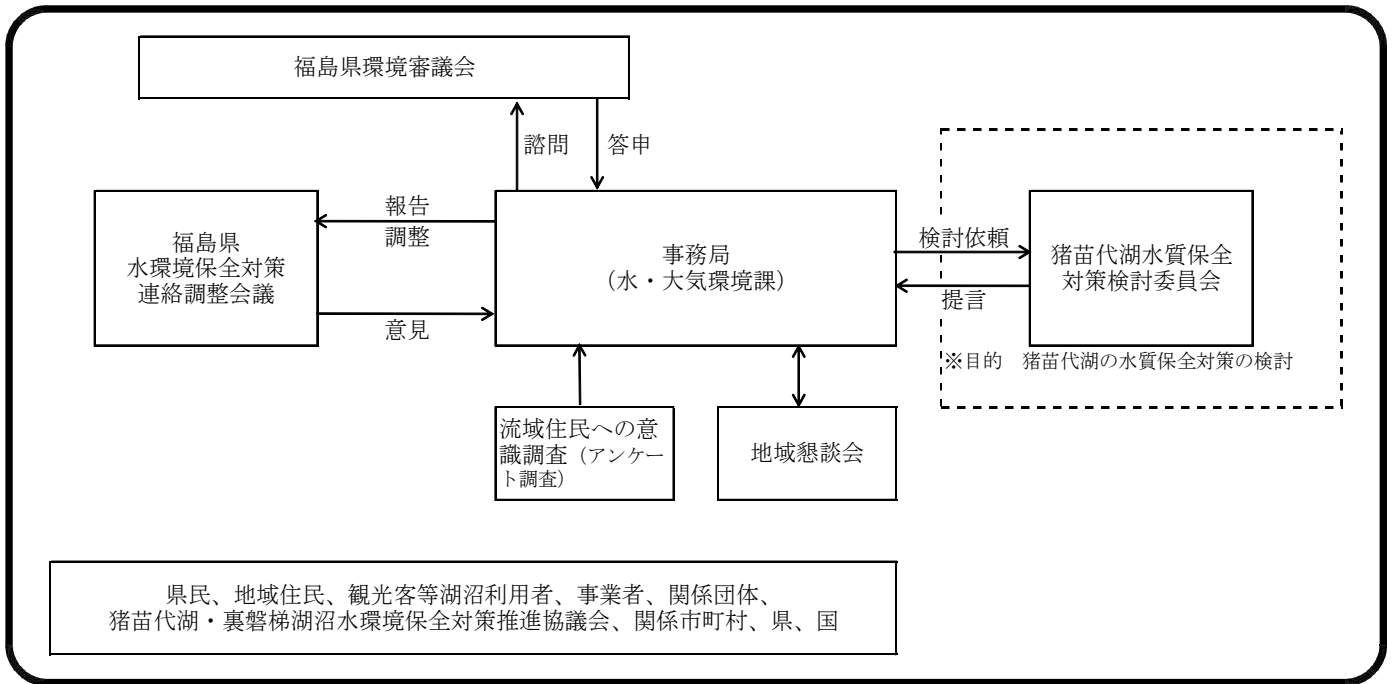 福島県環境審議会
諮問
答申
福島県
水環境保全対策
連絡調整会議
報告
調整
意見
事務局
（水・大気環境課）
検討依頼
提言
猪苗代湖水質保全
対策検討委員会
※目的　猪苗代湖の水質保全対策の検討
流域住民への意
識調査（アンケー
ト調査）
地域懇談会
県民、地域住民、観光客等湖沼利用者、事業者、関係団体、
猪苗代湖・裏磐梯湖沼水環境保全対策推進協議会、関係市町村、県、国